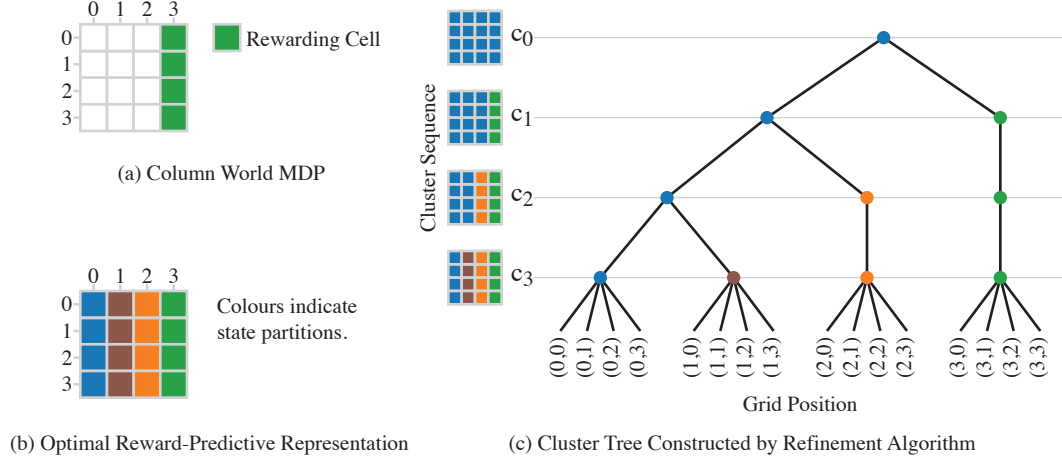 0 1 2 3
0
1
2
3
Rewarding Cell
(a) Column World MDP
0 1 2 3
0
1
2
3
Colours indicate
state partitions.
(b) Optimal Reward-Predictive Representation
Cluster Sequence
c0
c1
c2
c3
(0,0) (0,1) (0,2) (0,3) (1,0) (1,1) (1,2) (1,3) (2,0) (2,1) (2,2) (2,3) (3,0) (3,1) (3,2) (3,3)
Grid Position
(c) Cluster Tree Constructed by Refinement Algorithm